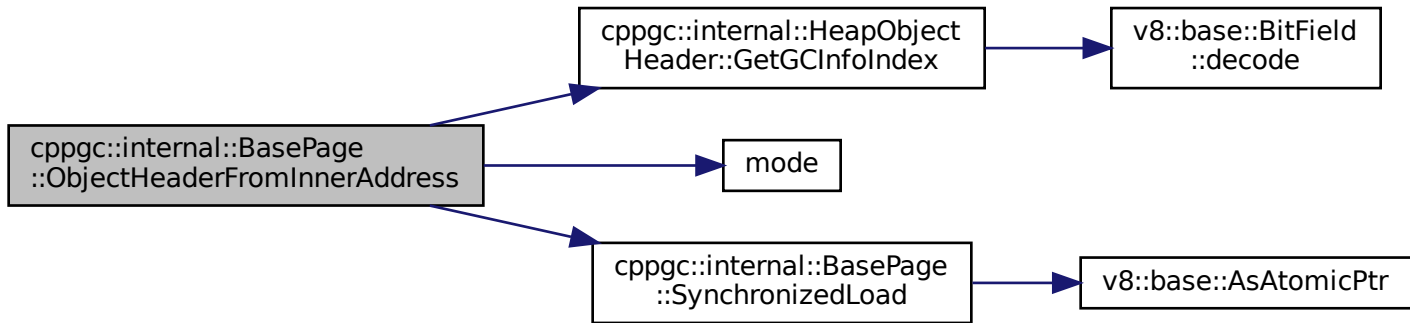 cppgc::internal::BasePage
::ObjectHeaderFromInnerAddress
cppgc::internal::HeapObject
Header::GetGCInfoIndex
v8::base::BitField
::decode
mode
cppgc::internal::BasePage
::SynchronizedLoad
v8::base::AsAtomicPtr